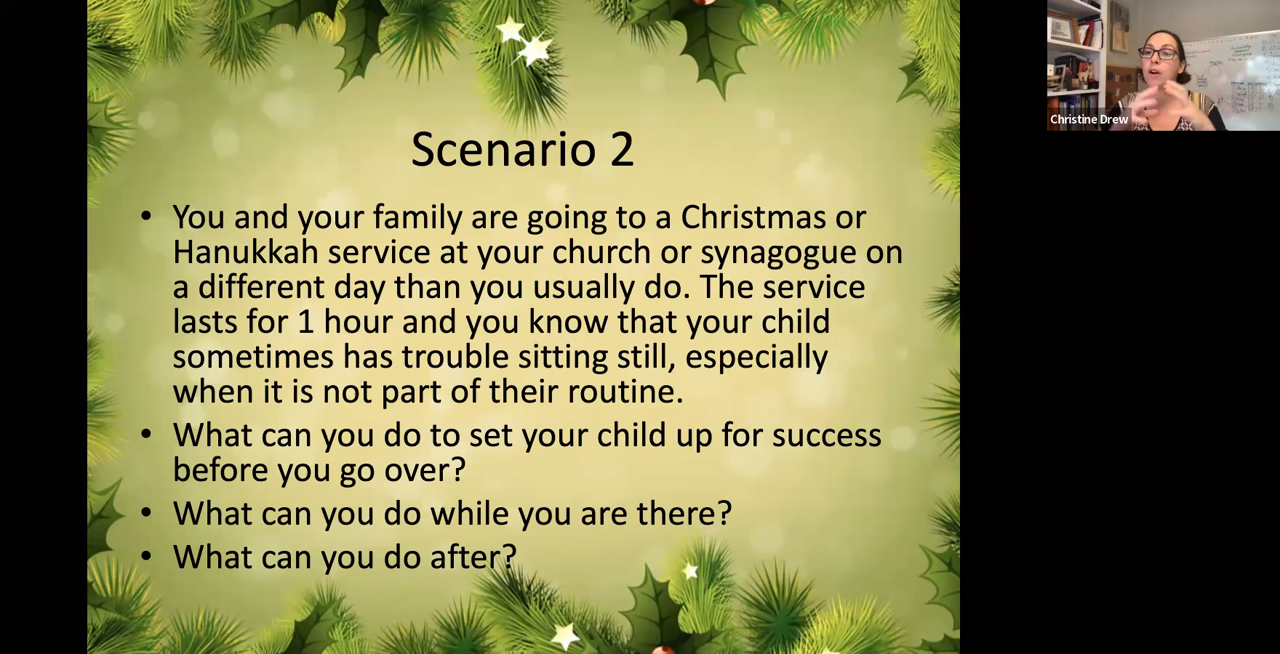 Scenario 2
• You and your family are going to a Christmas or
Hanukkah service at your church or synagogue on
a different day than you usually do. The service
lasts for 1 hour and you know that your child
sometimes has trouble sitting still, especially
when it is not part of their routine.
• What can you do to set your child up for success
before you go over?
• What can you do while you are there?
• What can you do after?
Christine Drew